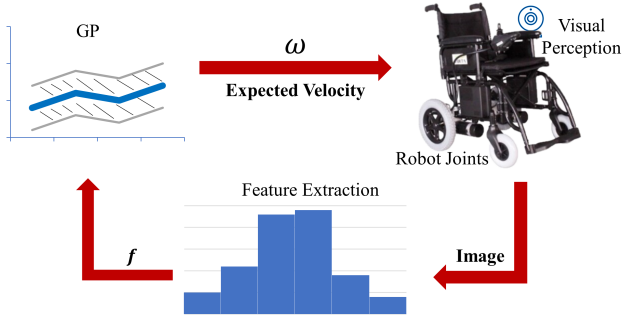 GP
ω
Expected Velocity
Visual
Perception
Robot Joints
Feature Extraction
Image
f